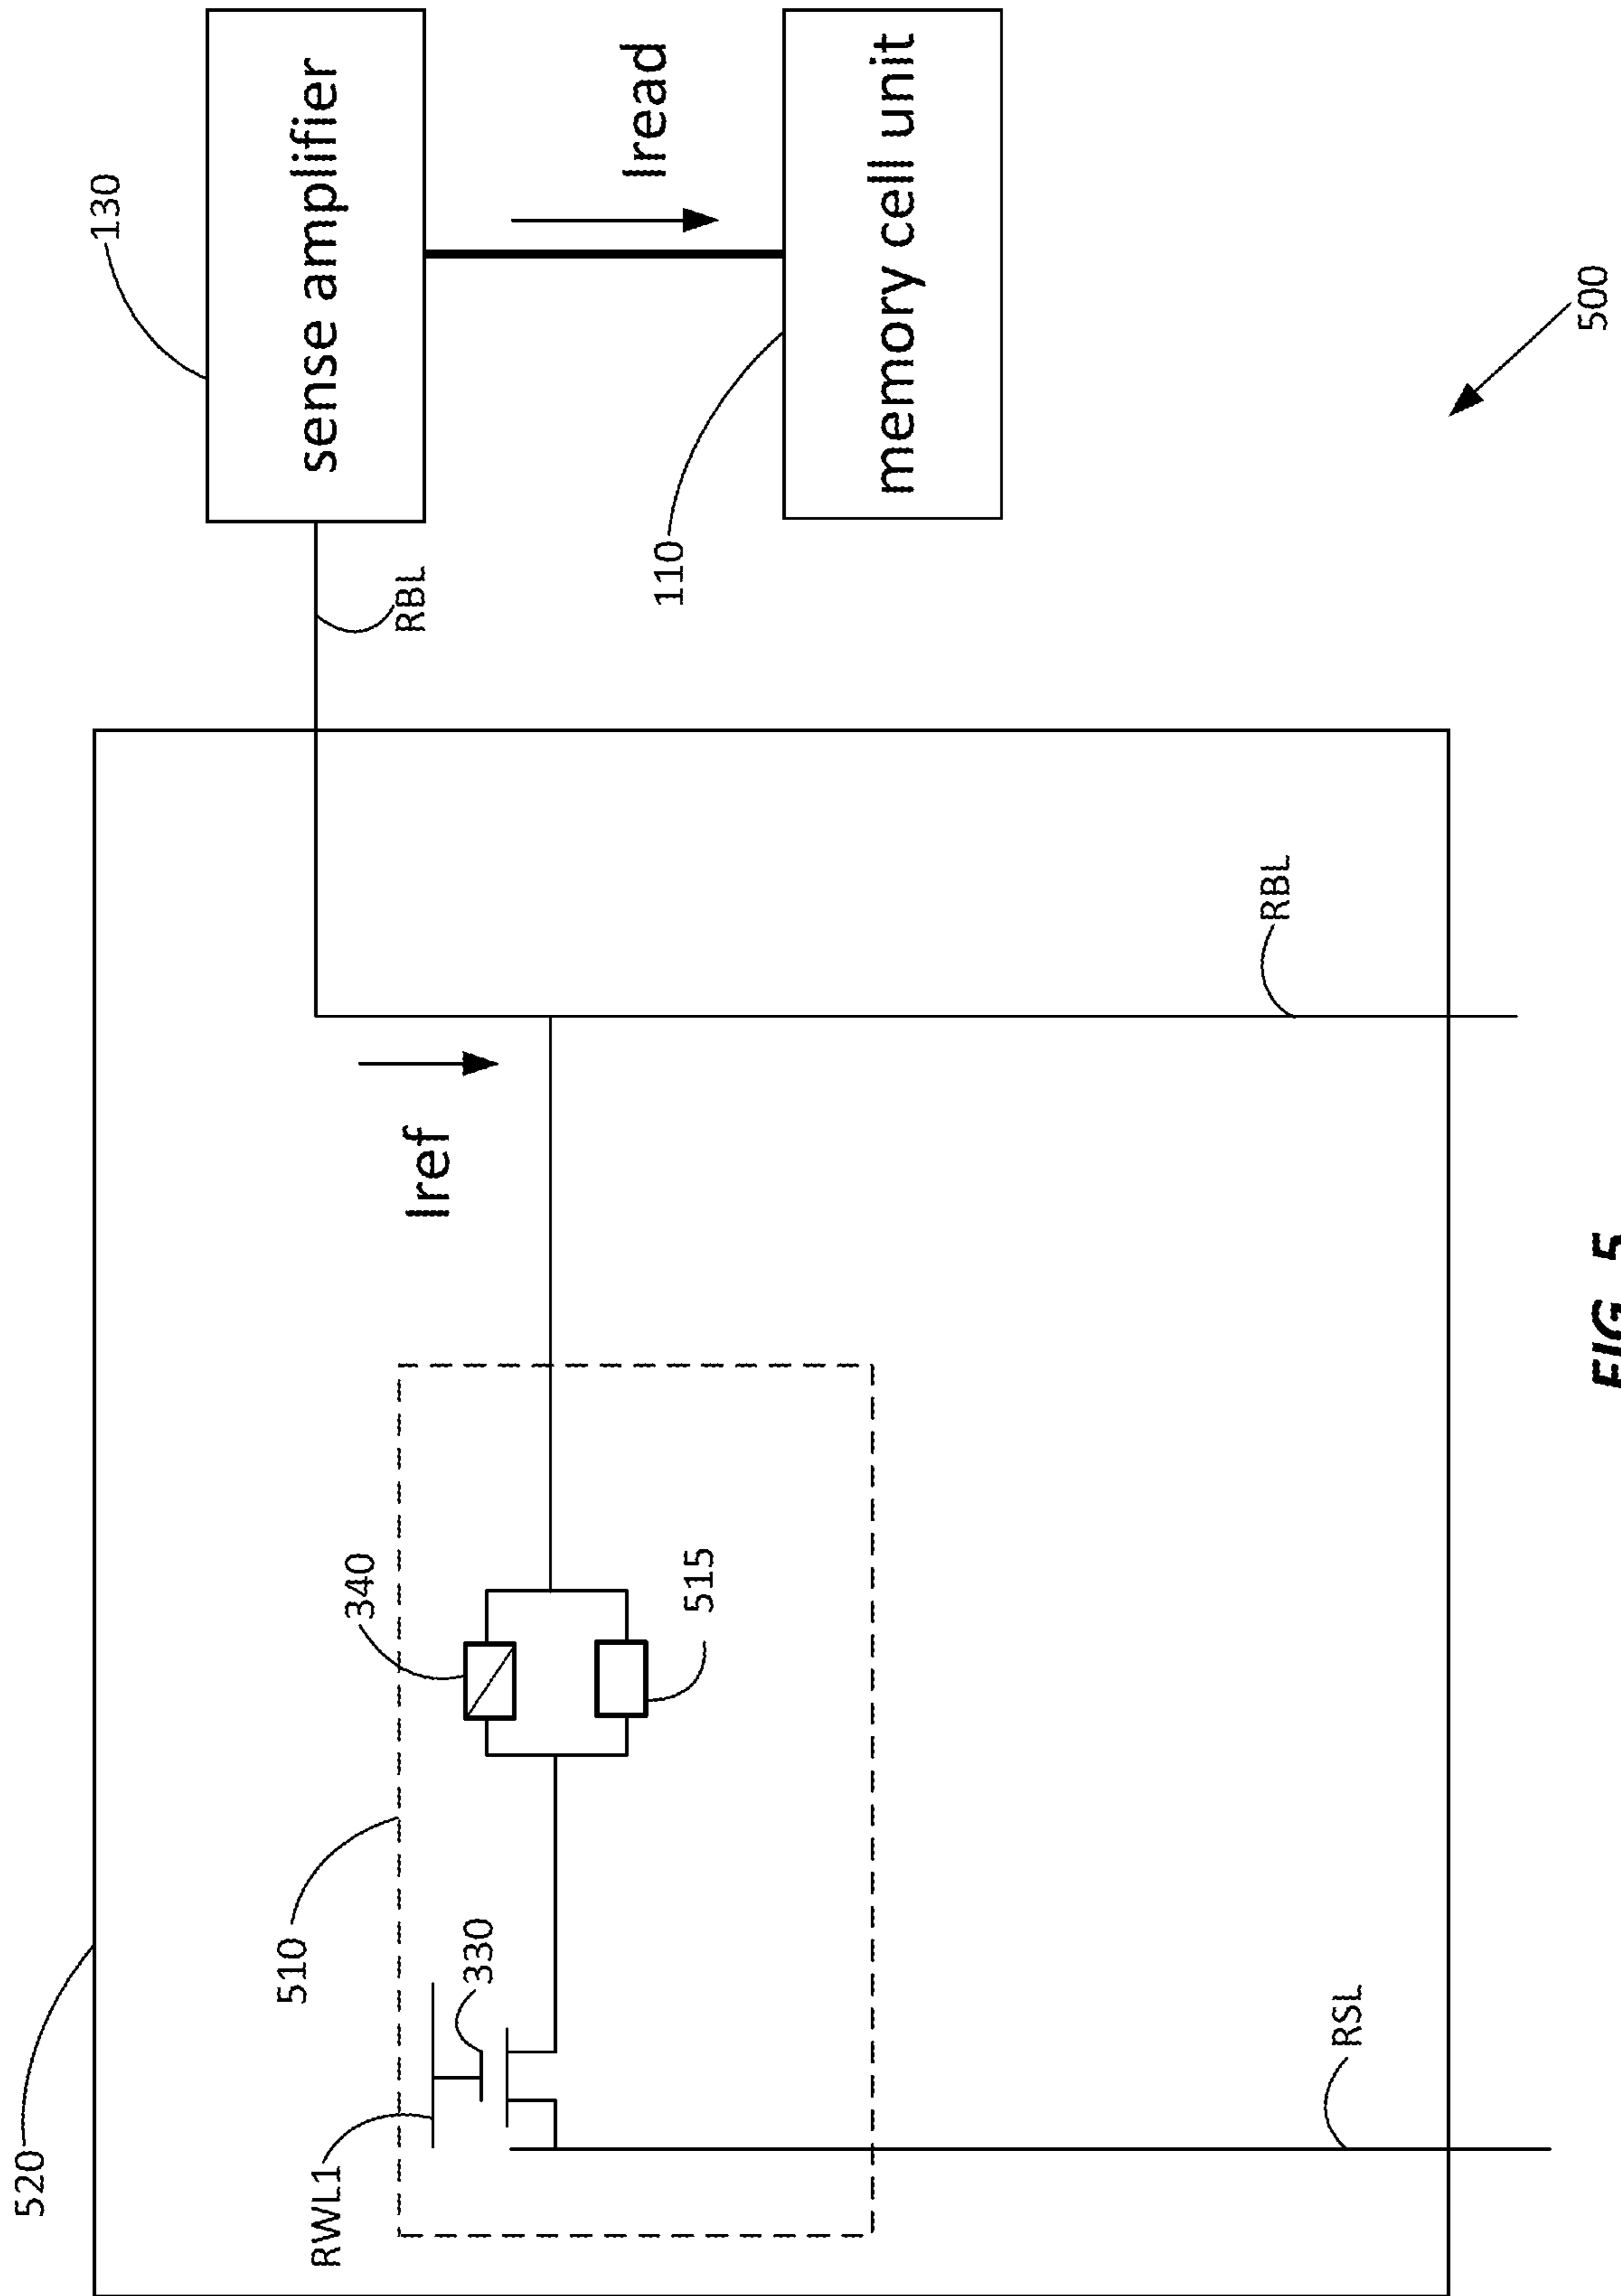 520
130
sense amplifier
RBL
Iread
110
memory cell unit
Iref
340
510
RWL1
330
515
RBL
RSL
500
FIG. 5